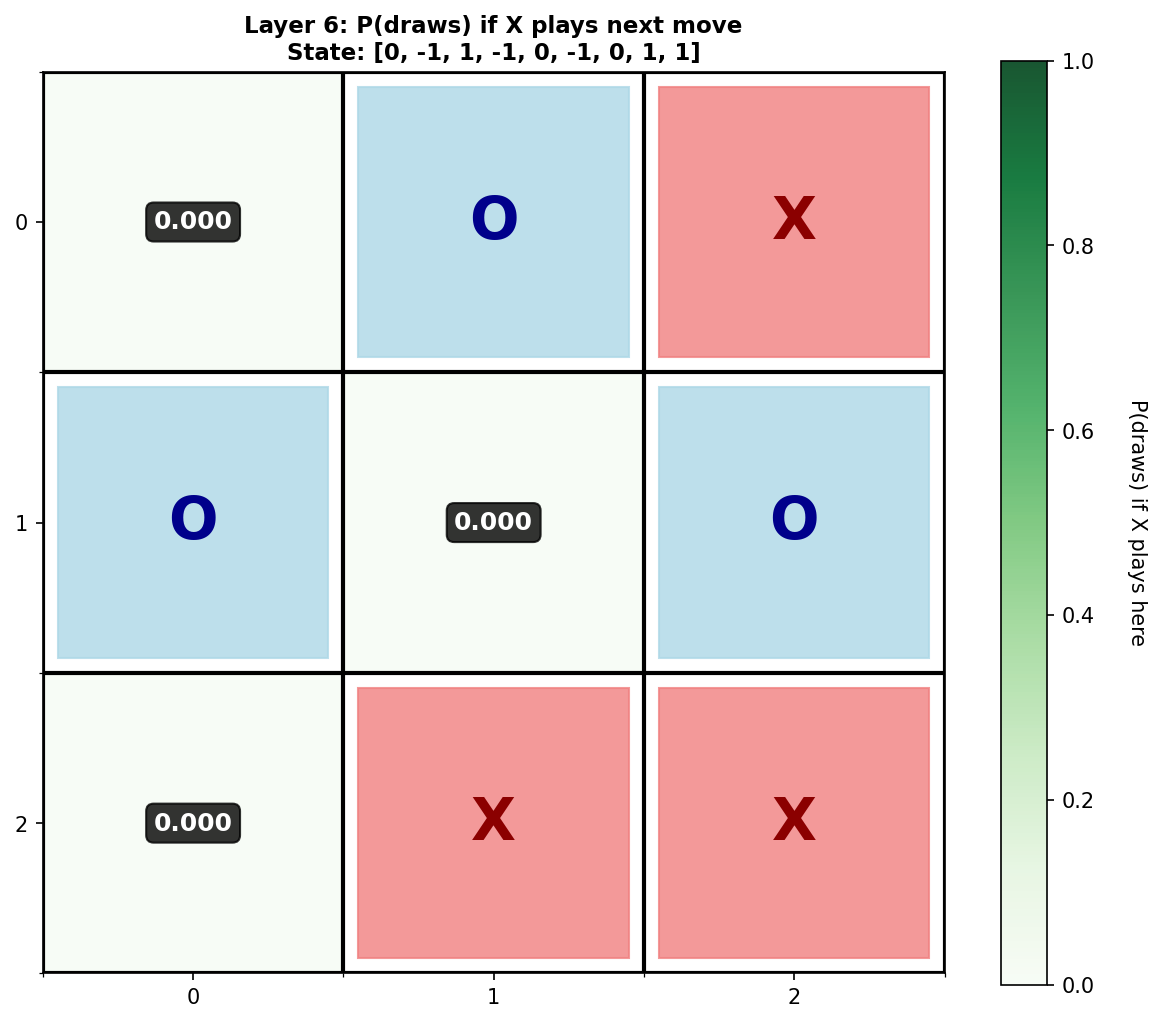 Layer 6: P(draws) if X plays next move
State: [0, -1, 1, -1, 0, -1, 0, 1, 1]
0.000
O
X
0
O
0.000
O
1
0.000
X
X
2
0
1
2
1.0
0.8
0.6
0.4
0.2
0.0
P(draws) if X plays here